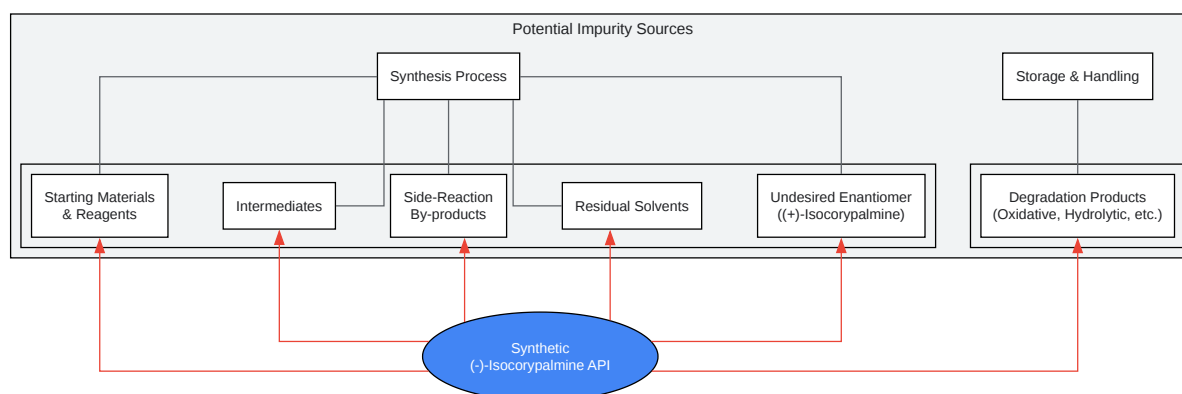 Potential Impurity Sources
Synthesis Process
Storage & Handling
Starting Materials
& Reagents
Intermediates
Side-Reaction
By-products
Residual Solvents
Undesired Enantiomer
((+)-Isocorypalmine)
Degradation Products
(Oxidative, Hydrolytic, etc.)
Synthetic
(-)-Isocorypalmine API